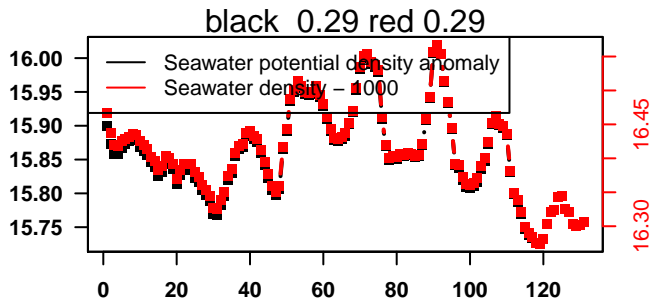 black  0.29 red 0.29
Seawater potential density anomaly
Seawater density – 1000
16.00
15.95
15.90
15.85
15.80
15.75
16.45
16.30
0 20 40 60 80 100 120